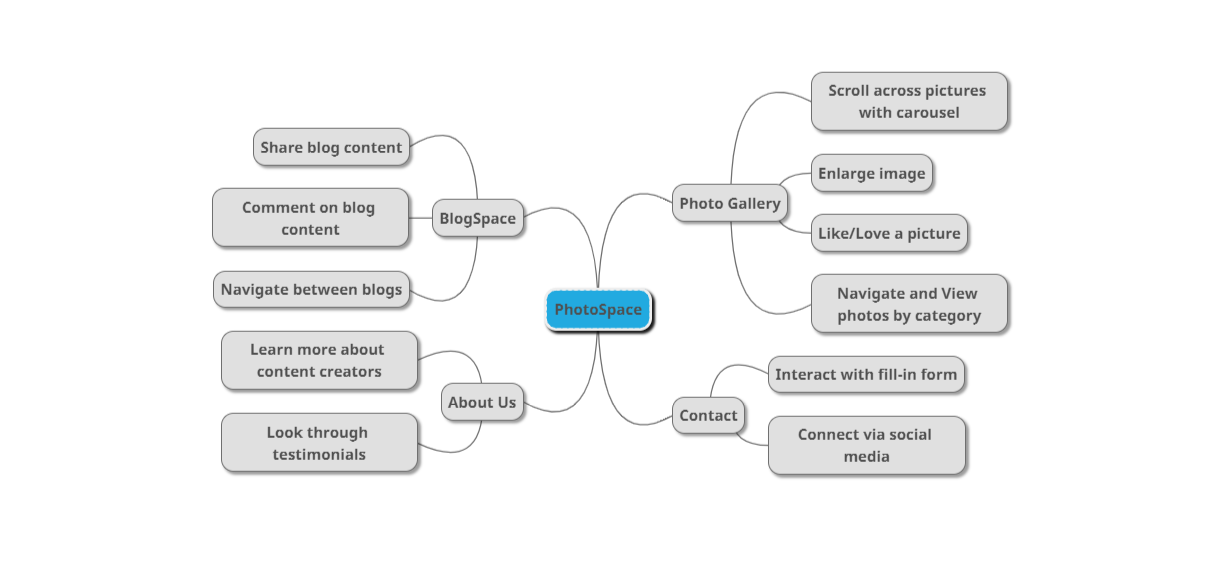 Scroll across pictures
with carousel
Share blog content
Enlarge image
Comment on blog
content
BlogSpace
Photo Gallery
Like/Love a picture
Navigate between blogs
Navigate and View
photos by category
PhotoSpace
Learn more about
content creators
Interact with fill-in form
About Us
Contact
Look through
testimonials
Connect via social
media